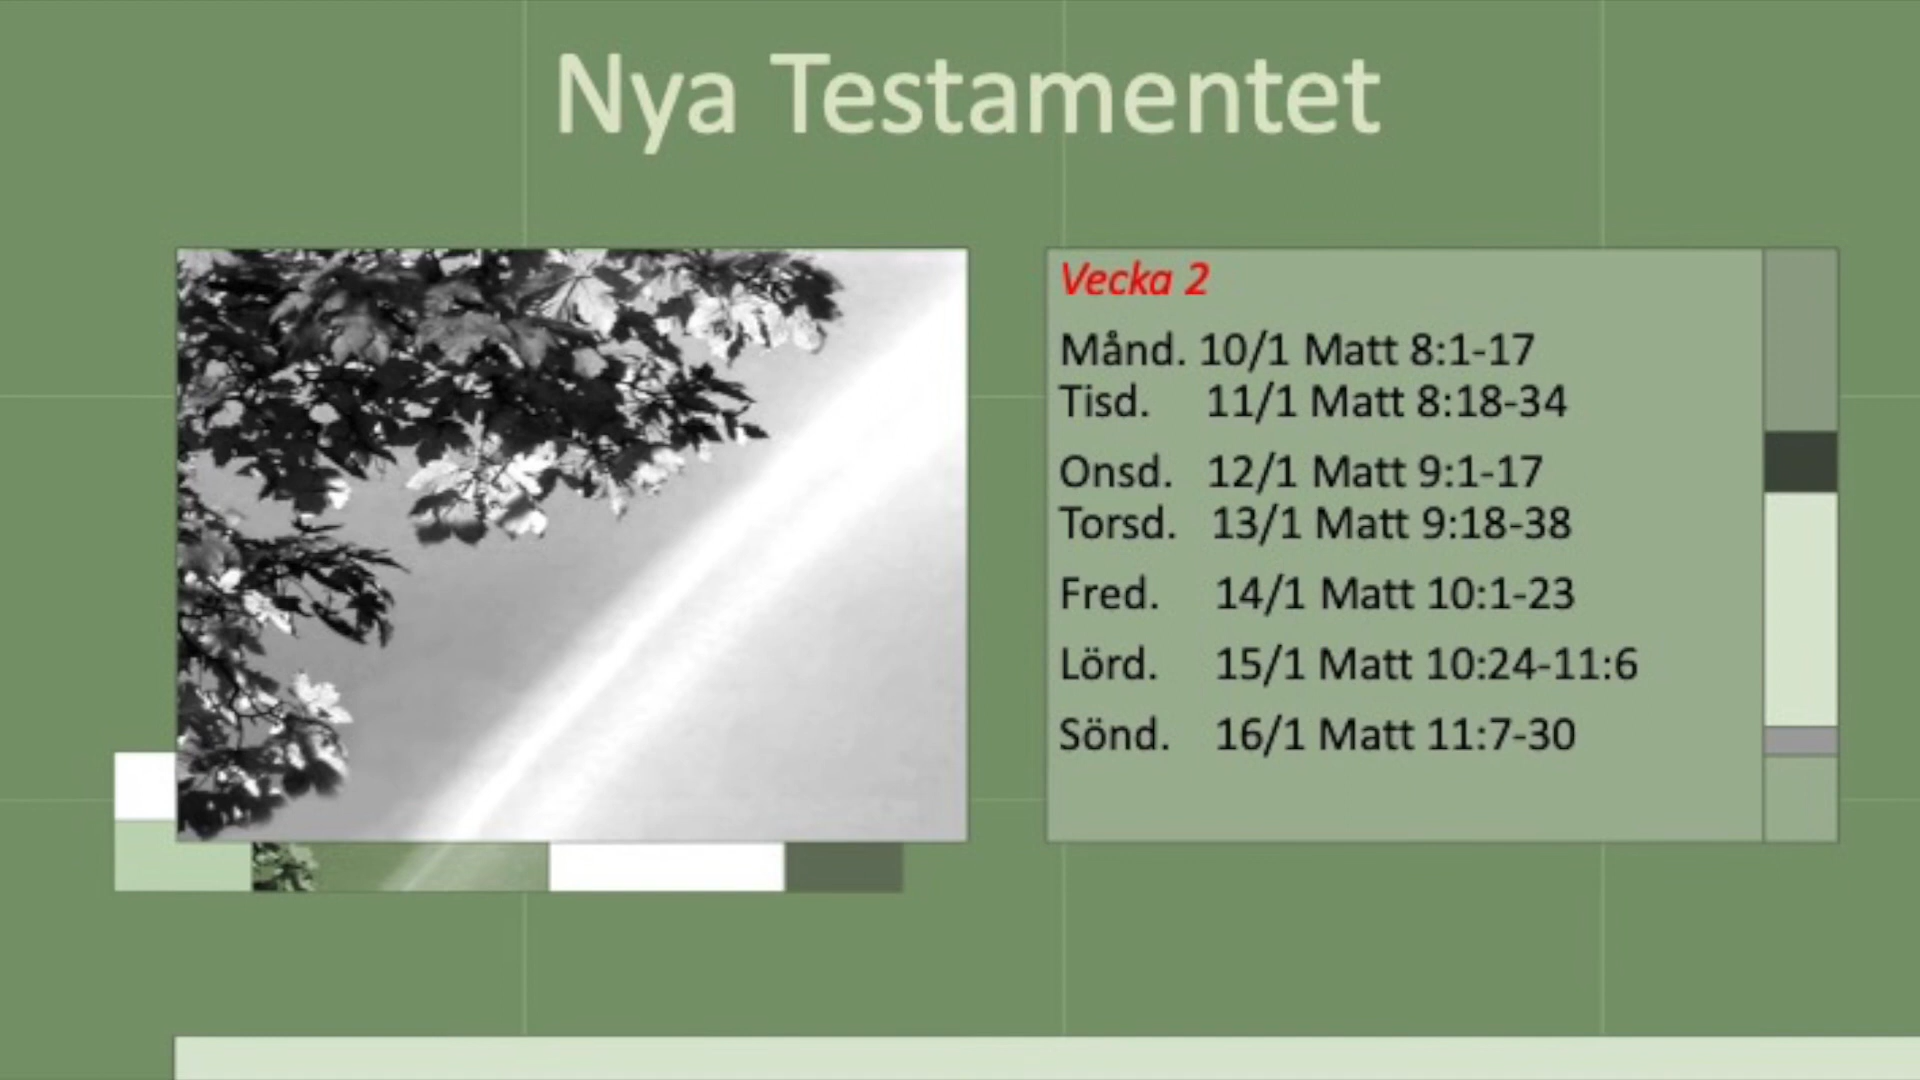 Nya Testamentet
Vecka 2
Månd. 10/1 Matt 8:1-17
Tisd. 11/1 Matt 8:18-34
Onsd. 12/1 Matt 9:1-17
Torsd. 13/1 Matt 9:18-38
Fred. 14/1 Matt 10:1-23
Lörd. 15/1 Matt 10:24-11:6
Sönd. 16/1 Matt 11:7-30